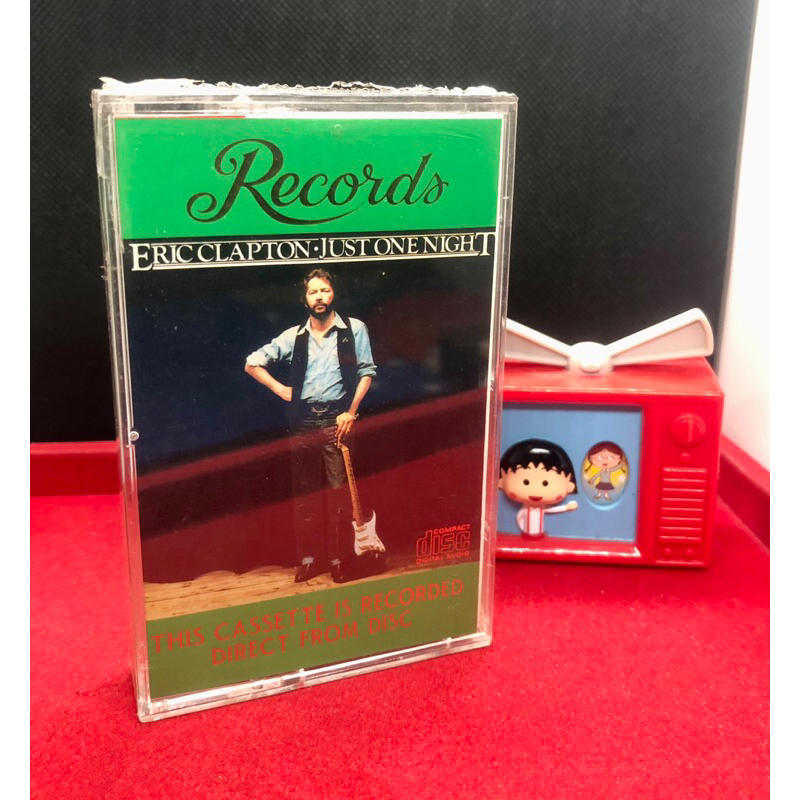 Records
ERIC CLAPTON·JUST ONE NIGHT
COMPACT
disc
DIGITAL AUDIO
THIS CASSETTE IS RECORDED
DIRECT FROM DISC